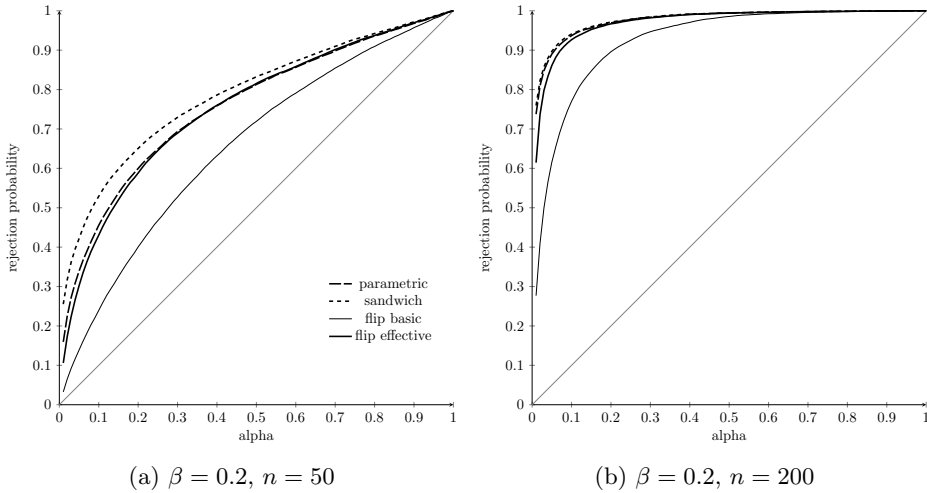 1
0.9
0.8
0.7
0.6
0.5
0.4
0.3
0.2
0.1
0
rejection probability
parametric
sandwich
flip basic
flip effective
0 0.1 0.2 0.3 0.4 0.5 0.6 0.7 0.8 0.9 1
alpha
(a) β = 0.2, n = 50
1
0.9
0.8
0.7
0.6
0.5
0.4
0.3
0.2
0.1
0
rejection probability
0 0.1 0.2 0.3 0.4 0.5 0.6 0.7 0.8 0.9 1
alpha
(b) β = 0.2, n = 200